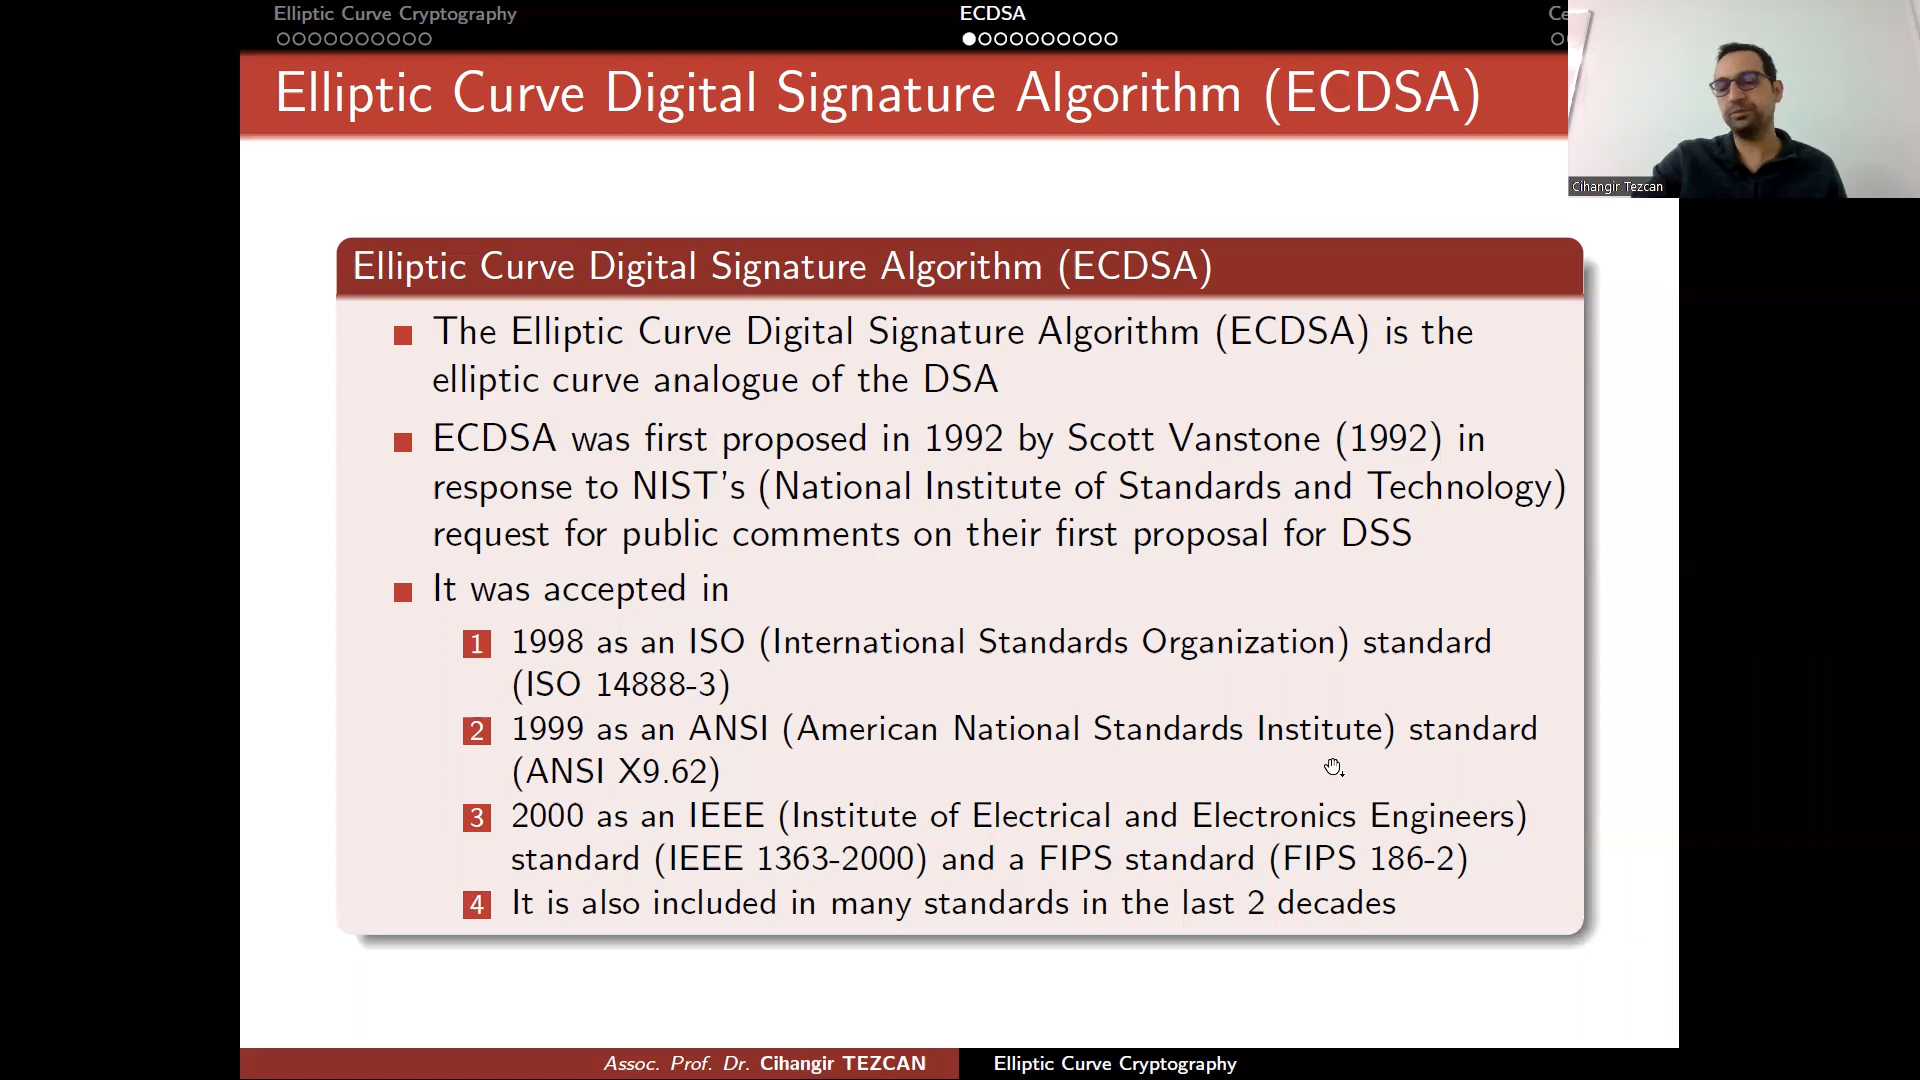 Elliptic Curve Cryptography
ECDSA
Elliptic Curve Digital Signature Algorithm (ECDSA)
Cihangir Tezcan
Elliptic Curve Digital Signature Algorithm (ECDSA)
The Elliptic Curve Digital Signature Algorithm (ECDSA) is the
elliptic curve analogue of the DSA
ECDSA was first proposed in 1992 by Scott Vanstone (1992) in
response to NIST's (National Institute of Standards and Technology)
request for public comments on their first proposal for DSS
It was accepted in
1 1998 as an ISO (International Standards Organization) standard
(ISO 14888-3)
2 1999 as an ANSI (American National Standards Institute) standard
(ANSI X9.62)
3 2000 as an IEEE (Institute of Electrical and Electronics Engineers)
standard (IEEE 1363-2000) and a FIPS standard (FIPS 186-2)
4 It is also included in many standards in the last 2 decades
Assoc. Prof. Dr. Cihangir TEZCAN
Elliptic Curve Cryptography